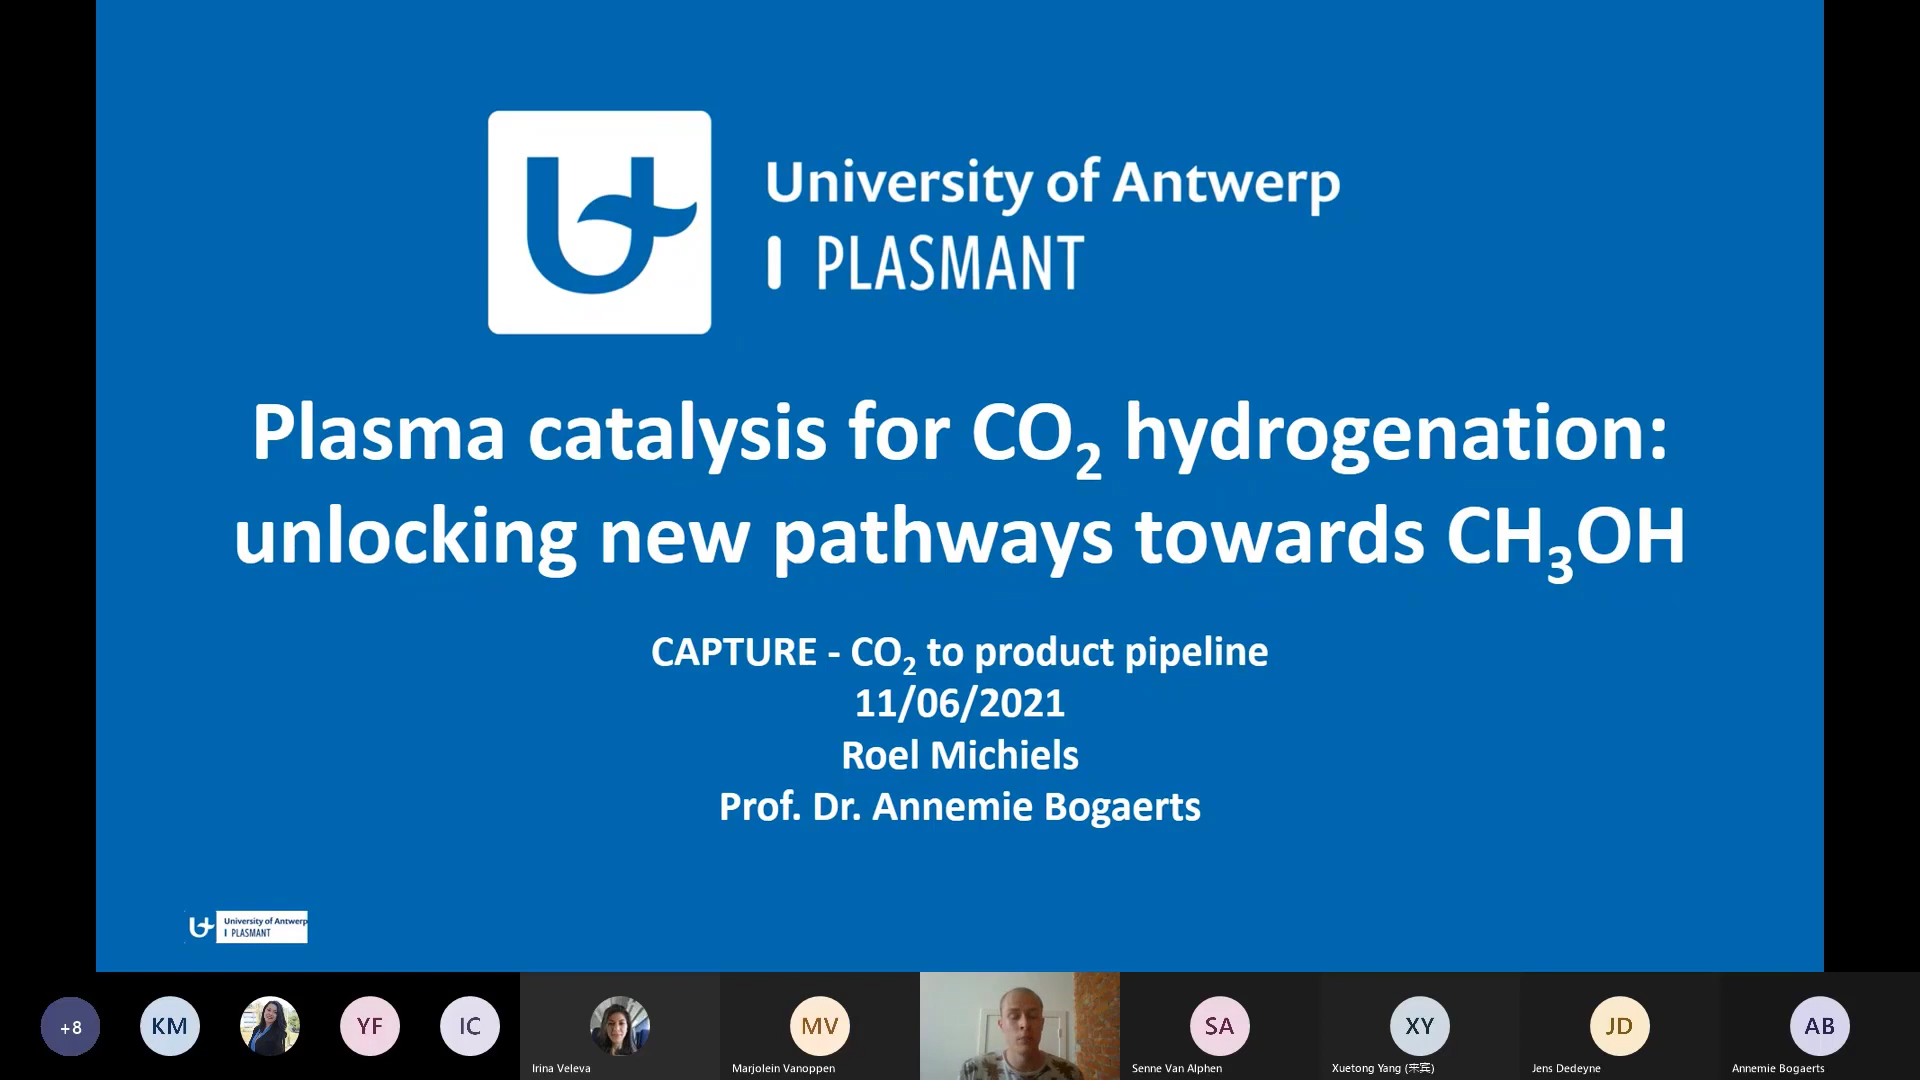 University of Antwerp
I PLASMANT
Plasma catalysis for CO₂ hydrogenation:
unlocking new pathways towards CH₃OH
CAPTURE - CO₂ to product pipeline
11/06/2021
Roel Michiels
Prof. Dr. Annemie Bogaerts
University of Antwerp
I PLASMANT
+8
KM
YF
IC
MV
SA
XY
JD
AB
Irina Veleva
Marjolein Vanoppen
Senne Van Alphen
Xuetong Yang (宋宾)
Jens Dedeyne
Annemie Bogaerts